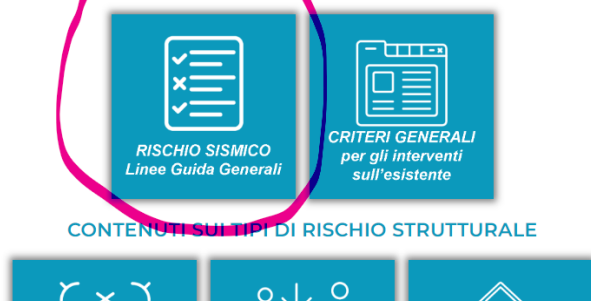 RISCHIO SISMICO
Linee Guida Generali
CRITERI GENERALI
per gli interventi
sull'esistente
CONTENUTI SUI TIPI DI RISCHIO STRUTTURALE